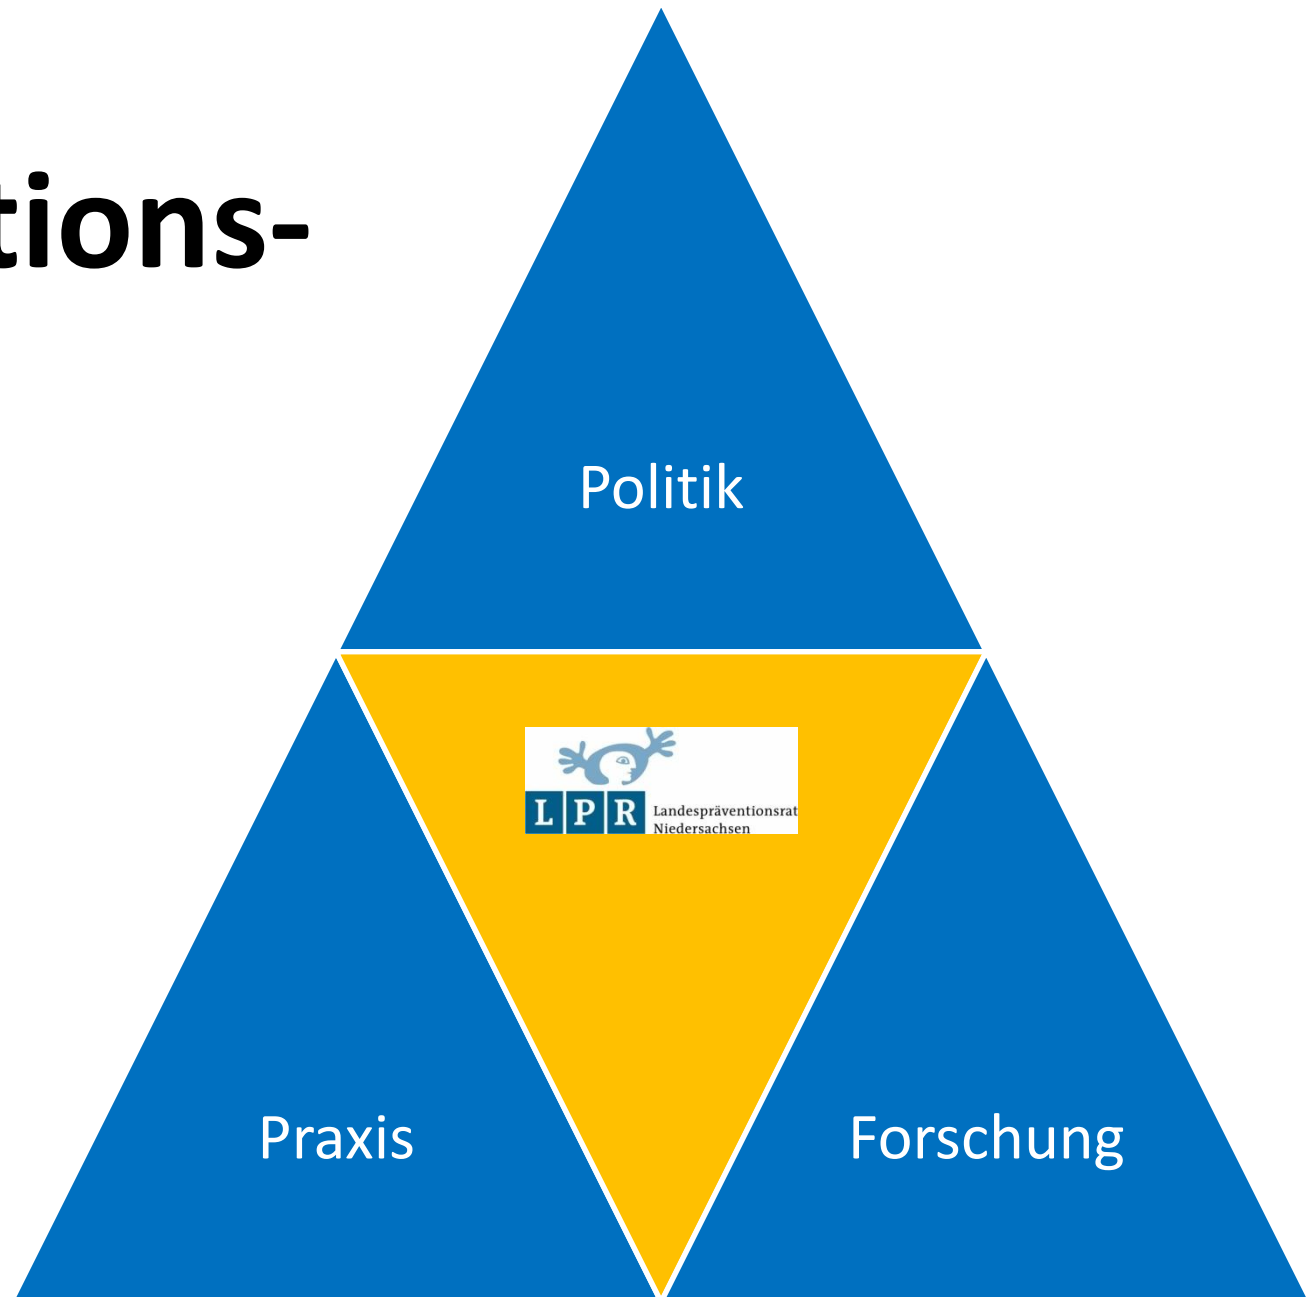 tions-
Politik
LPR
Landespräventionsrat
Niedersachsen
Praxis
Forschung